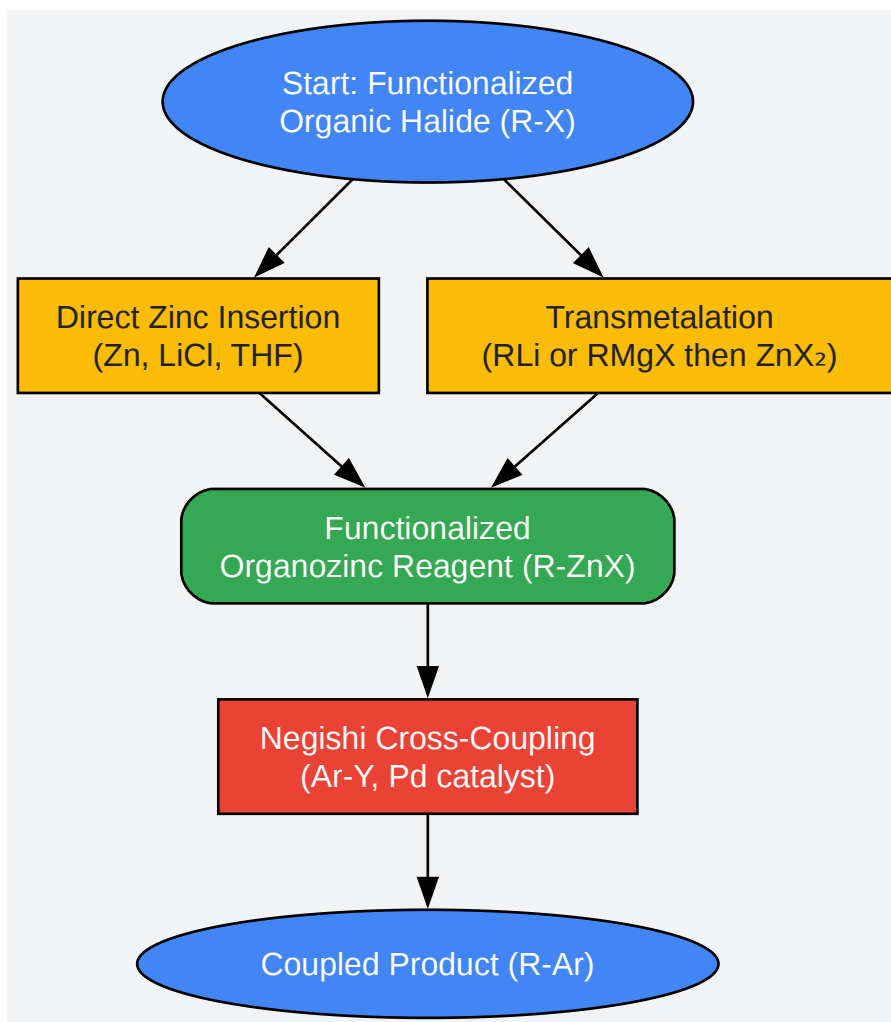 Start: Functionalized
Organic Halide (R-X)
Direct Zinc Insertion
(Zn, LiCl, THF)
Transmetalation
(RLi or RMgX then ZnX₂)
Functionalized
Organozinc Reagent (R-ZnX)
Negishi Cross-Coupling
(Ar-Y, Pd catalyst)
Coupled Product (R-Ar)